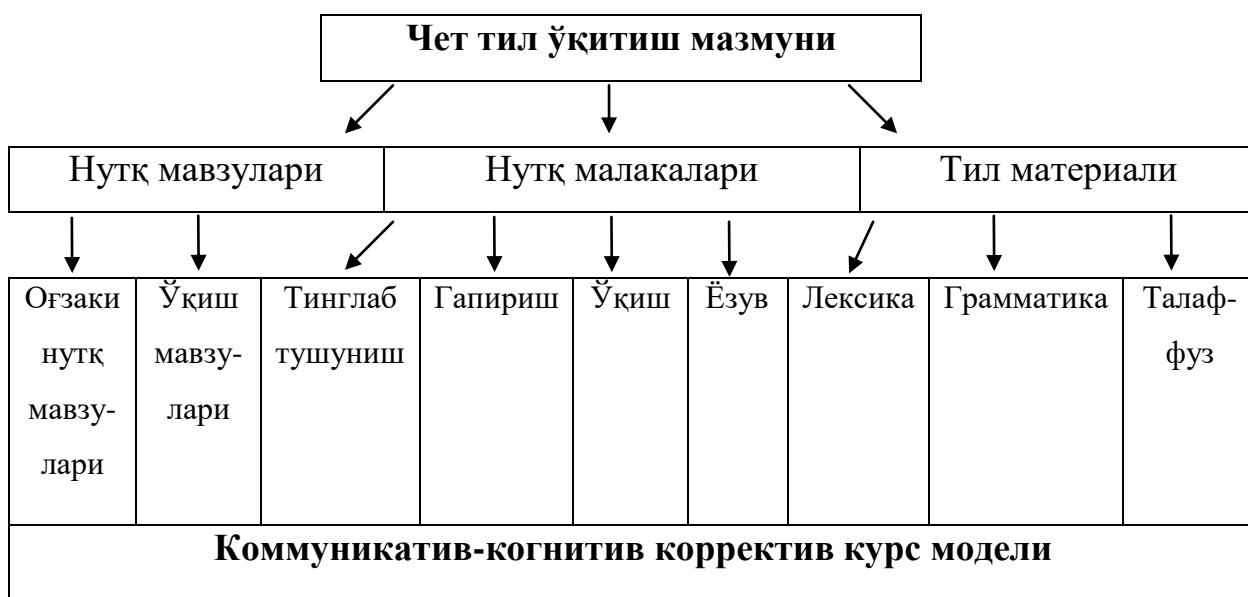 Чет тил ўқитиш мазмуни
Нутқ мавзулари
Нутқ малакалари
Тил материали
Оғзаки
нутқ
мавзу-
лари
Ўқиш
мавзу-
лари
Тинглаб
тушуниш
Гапириш
Ўқиш
Ёзув
Лексика
Грамматика
Талаф-
фуз
Коммуникатив-когнитив корректив курс модели